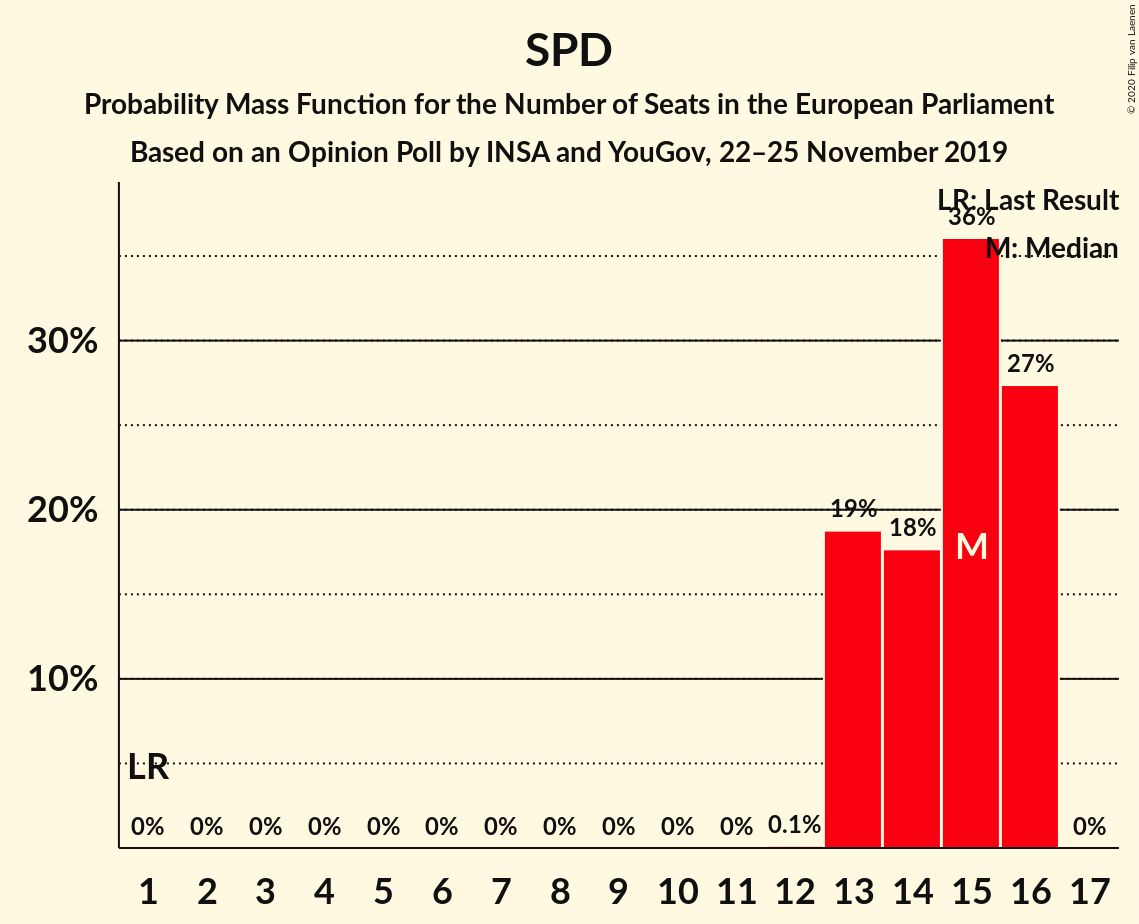 SPD
Probability Mass Function for the Number of Seats in the European Parliament
Based on an Opinion Poll by INSA and YouGov, 22–25 November 2019
© 2020 Filip van Laenen
LR: Last Result
M: Median
36%
30%
27%
20%
19%
18%
M
10%
LR
0% 0% 0% 0% 0% 0% 0% 0% 0% 0% 0% 0.1% 0%
1 2 3 4 5 6 7 8 9 10 11 12 13 14 15 16 17